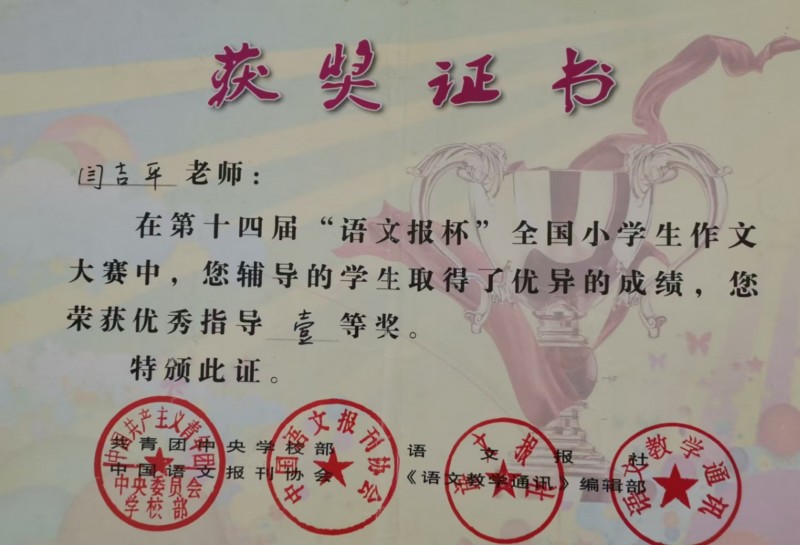 获奖证书
闫吉平 老师：
在第十四届“语文报杯”全国小学生作文
大赛中，您辅导的学生取得了优异的成绩，您
荣获优秀指导 壹 等奖。
特颁此证。
共青团中央学校部 语文报社
中国语文报刊协会 《语文教学通讯》编辑部
中国共产主义青年团
中央委员会
学校部
中国语文报刊协会
语文报社
语文教学通讯